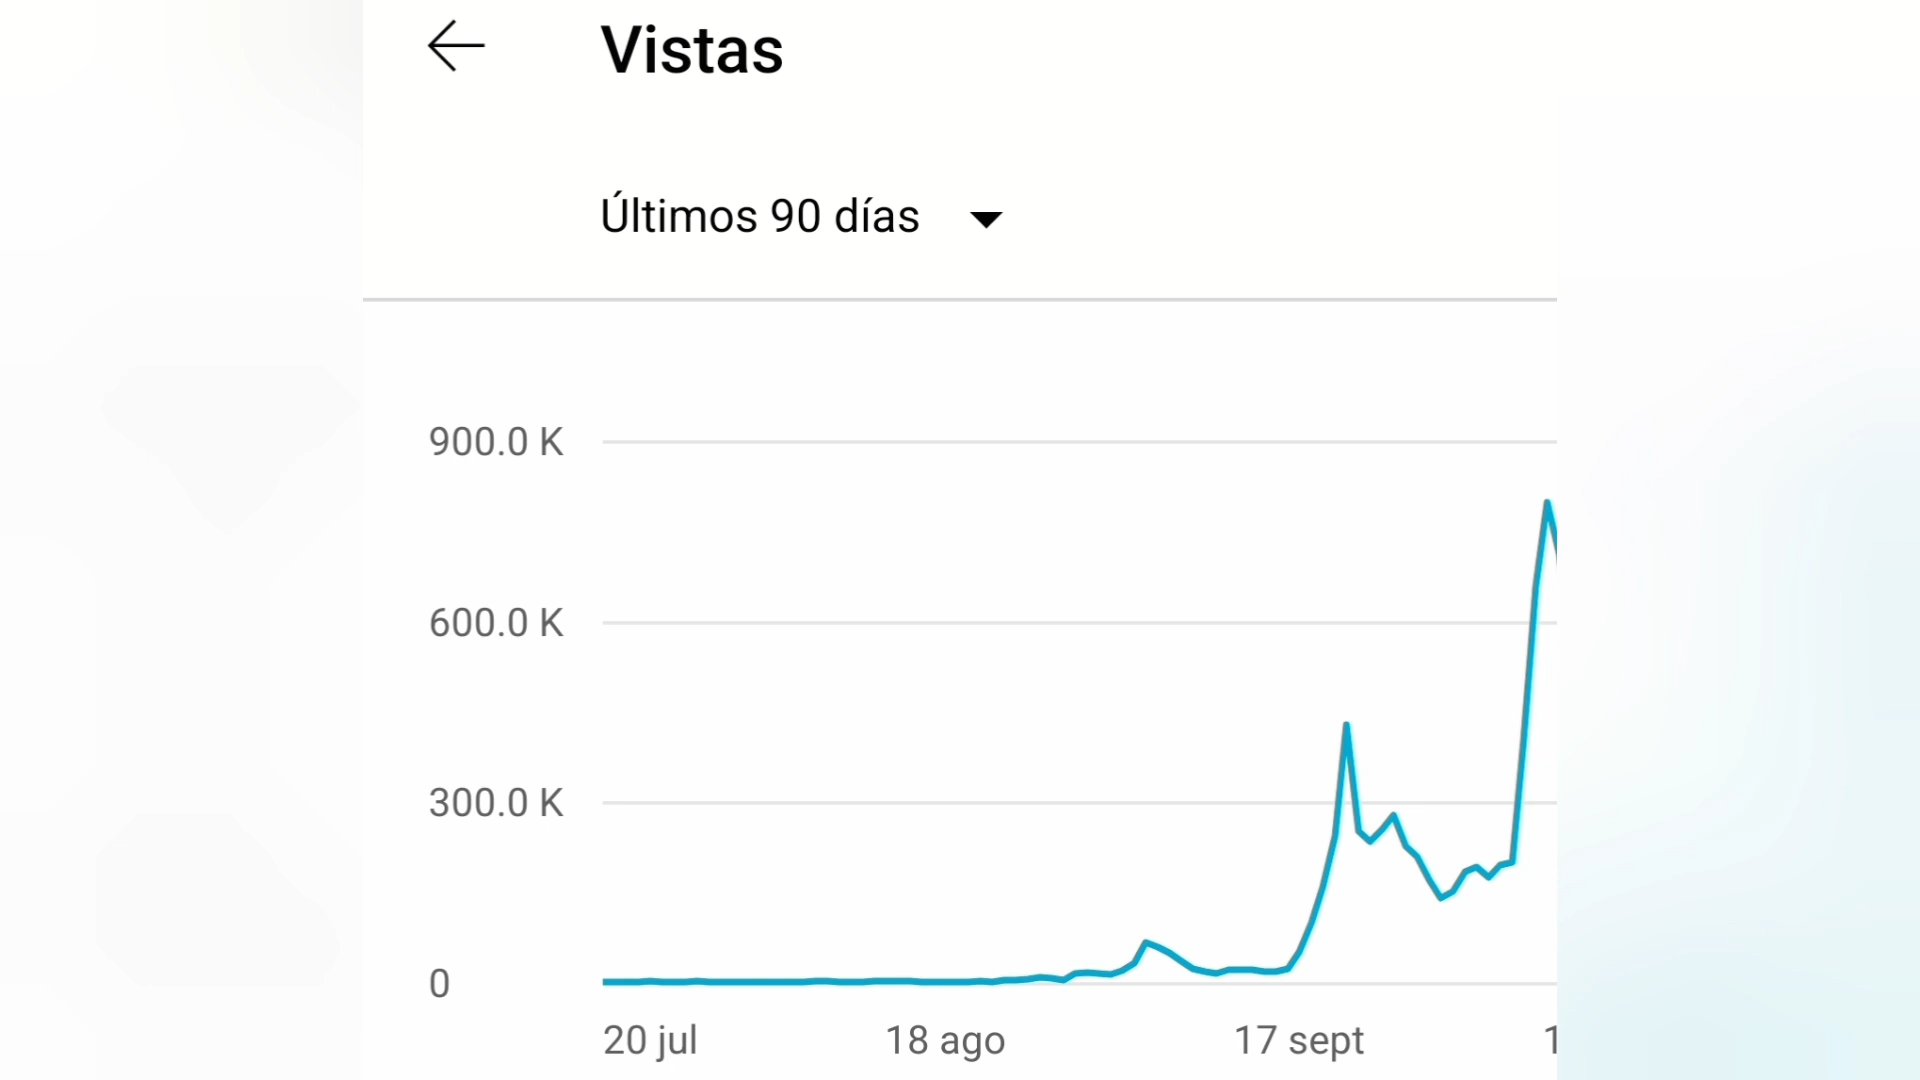 Vistas
Últimos 90 días
900.0 K
600.0 K
300.0 K
0
20 jul
18 ago
17 sept